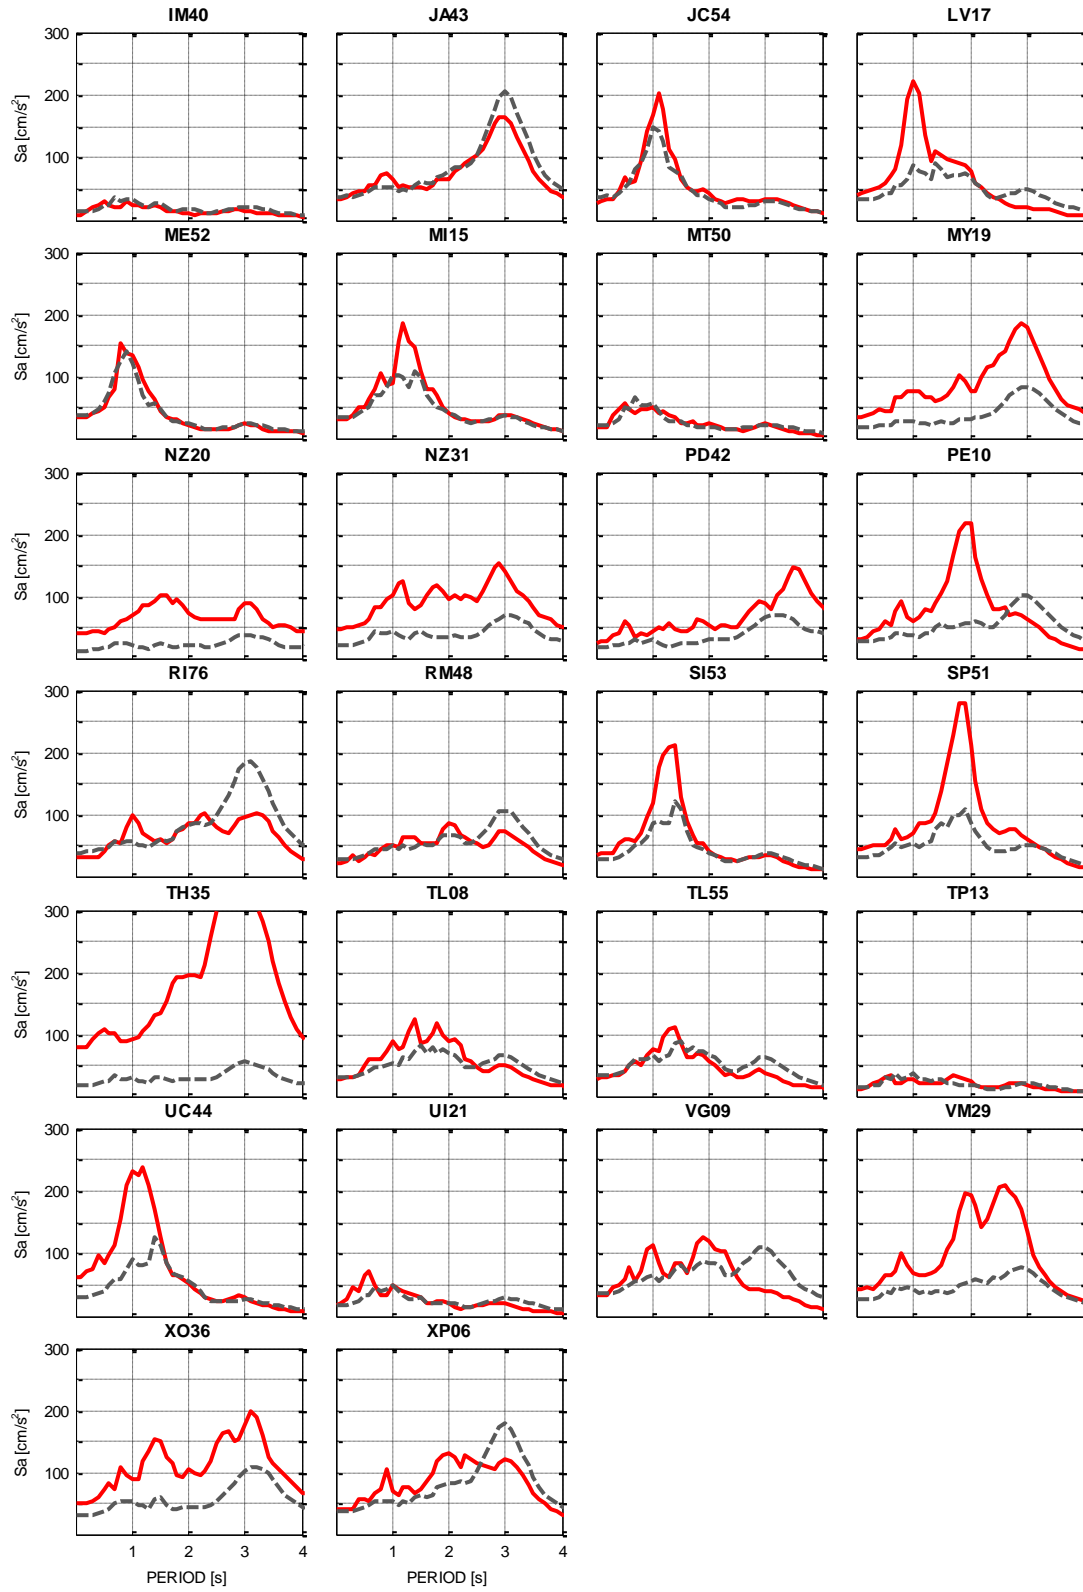 IM40 JA43 JC54 LV17
300
200
100
Sa [cm/s²]
ME52 MI15 MT50 MY19
300
200
100
Sa [cm/s²]
NZ20 NZ31 PD42 PE10
300
200
100
Sa [cm/s²]
RI76 RM48 SI53 SP51
300
200
100
Sa [cm/s²]
TH35 TL08 TL55 TP13
300
200
100
Sa [cm/s²]
UC44 UI21 VG09 VM29
300
200
100
Sa [cm/s²]
XO36 XP06
300
200
100
Sa [cm/s²]
1 2 3 4 1 2 3 4
PERIOD [s] PERIOD [s]